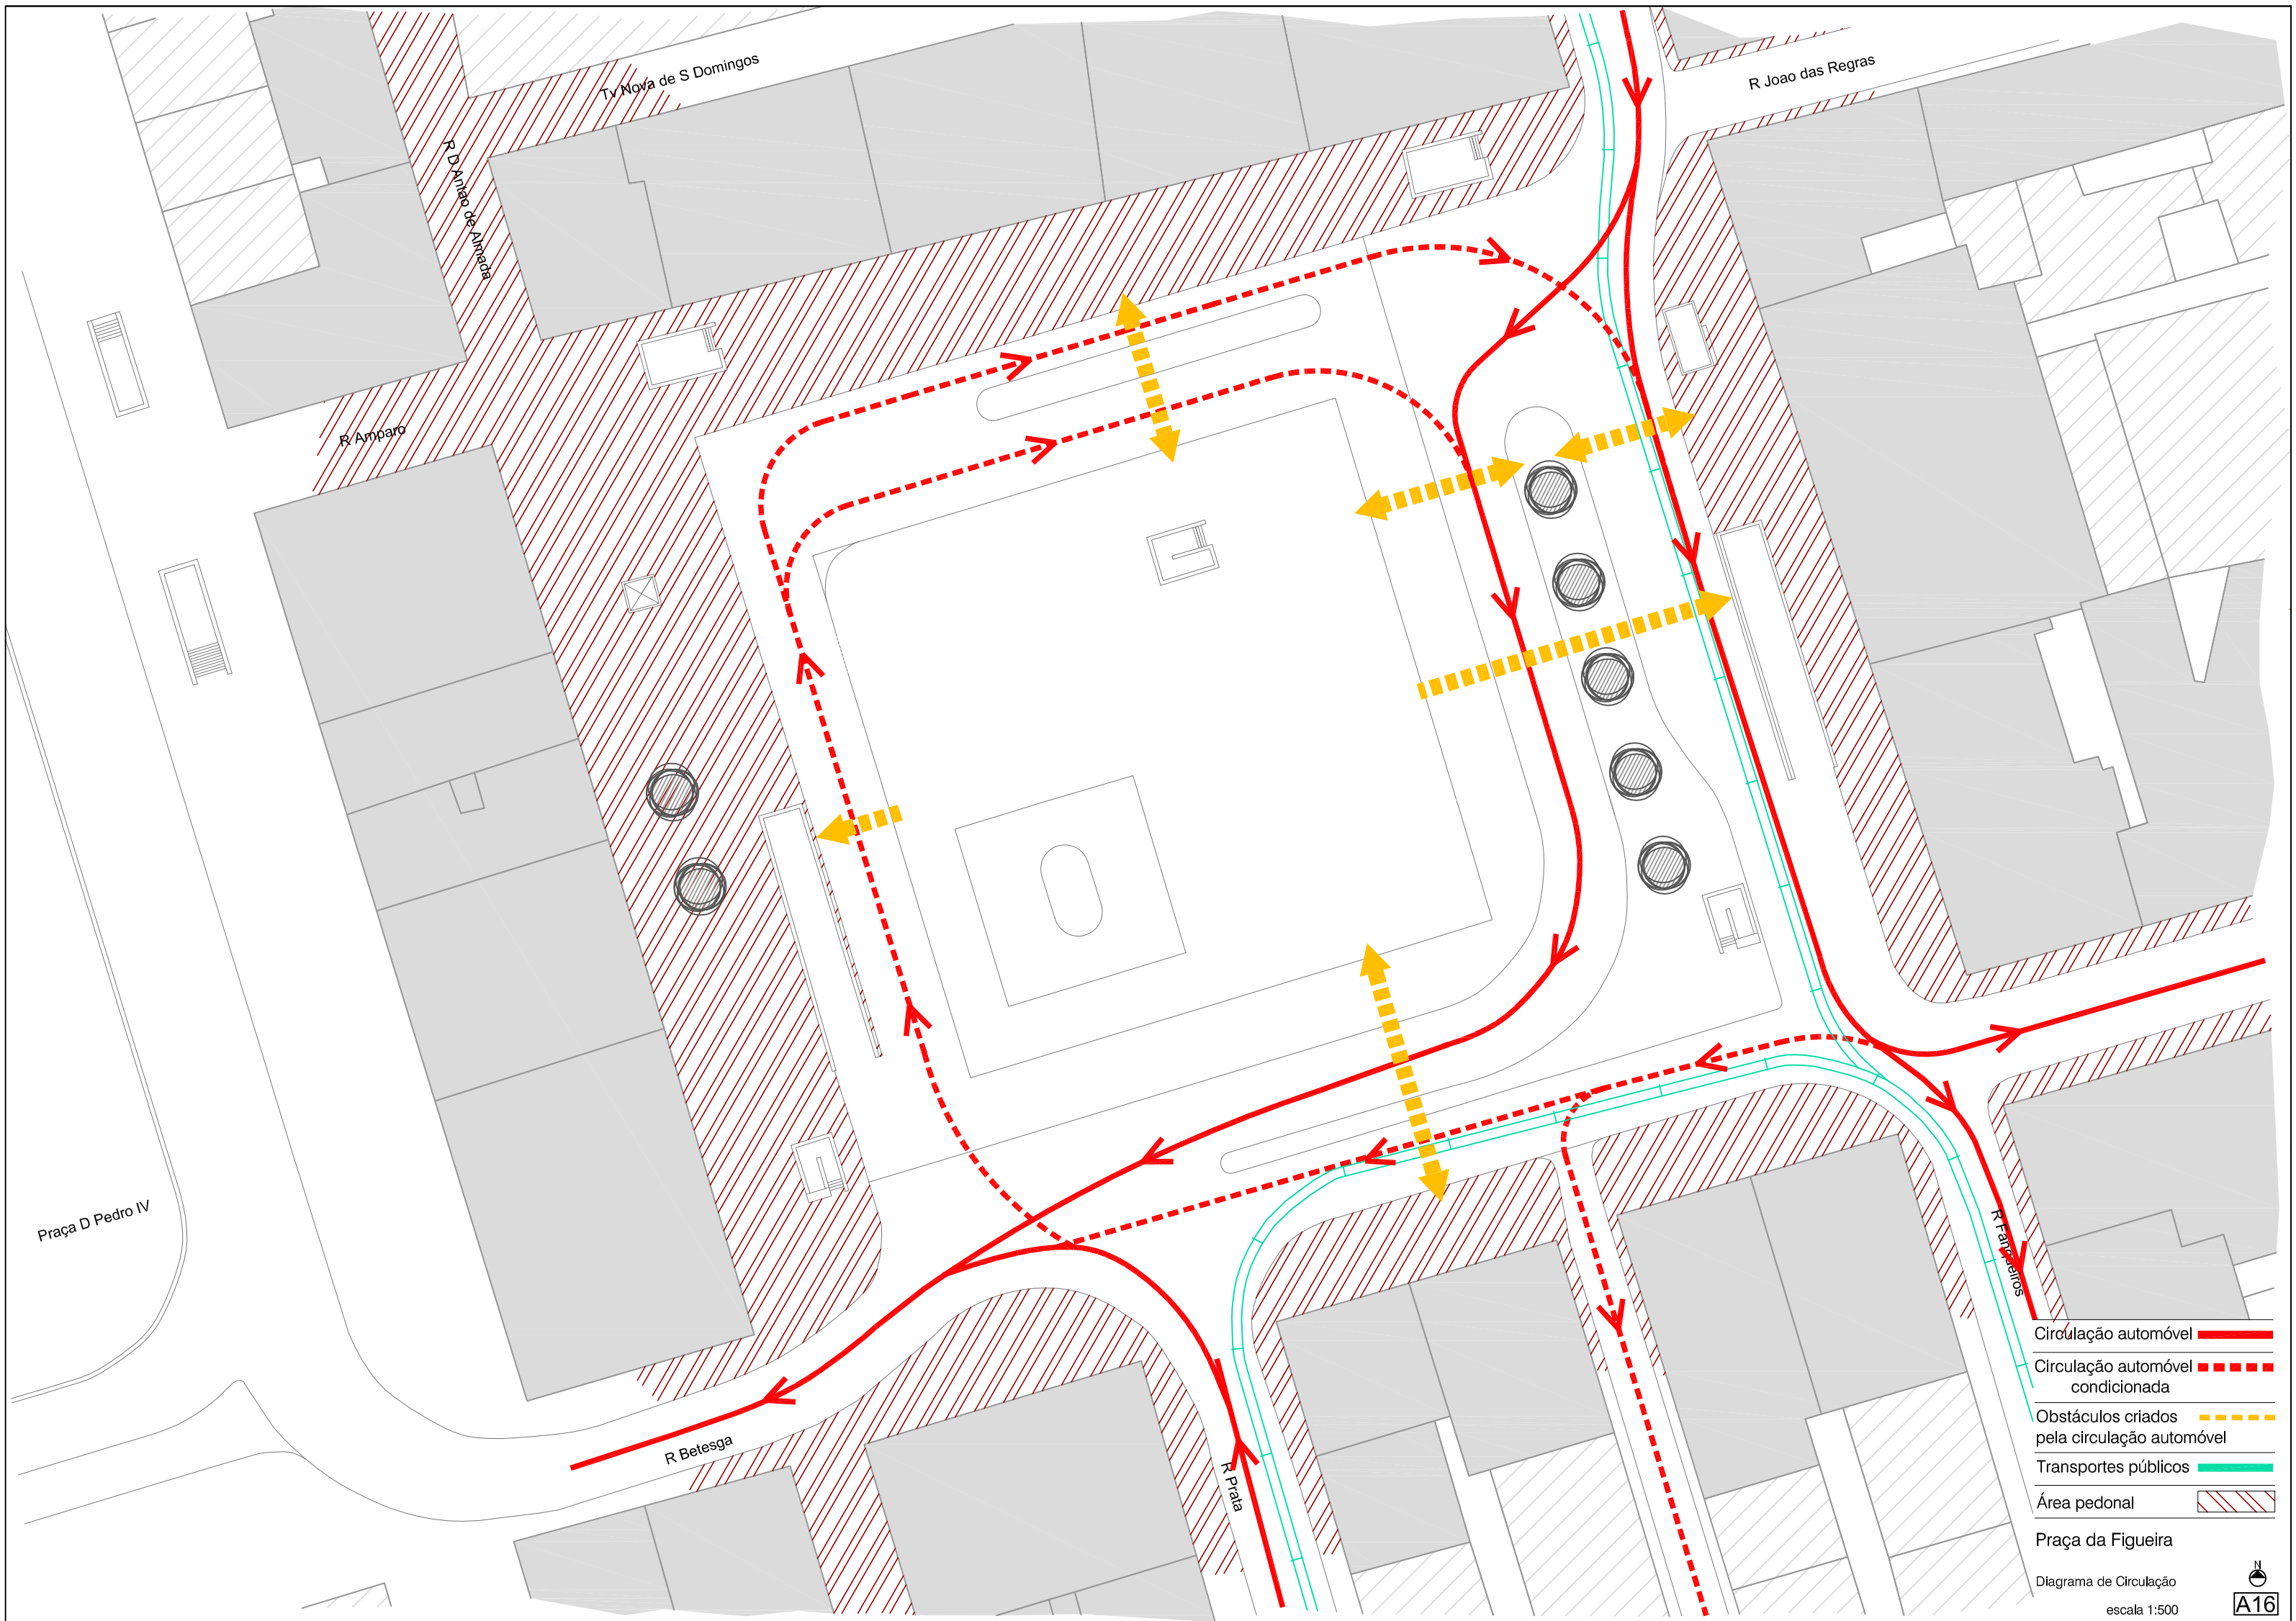 Tv Nova de S Domingos
R Joao das Regras
R D Antao de Almada
R Amparo
Praça D Pedro IV
R Betesga
R Prata
R Fanqueiros
Circulação automóvel
Circulação automóvel
condicionada
Obstáculos criados
pela circulação automóvel
Transportes públicos
Área pedonal
Praça da Figueira
N
Diagrama de Circulação
escala 1:500
A16